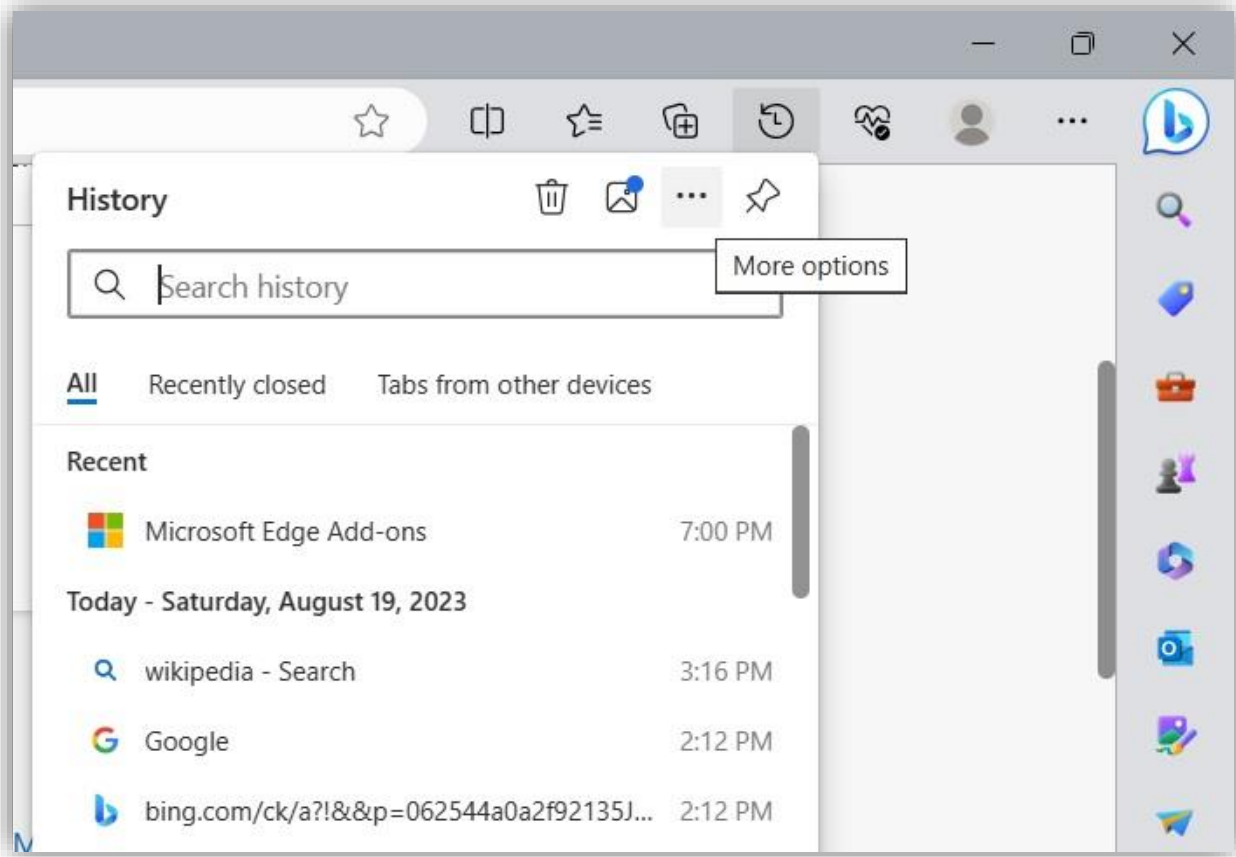 History
Search history
More options
All Recently closed Tabs from other devices
Recent
Microsoft Edge Add-ons 7:00 PM
Today - Saturday, August 19, 2023
wikipedia - Search 3:16 PM
Google 2:12 PM
bing.com/ck/a?!&&p=062544a0a2f92135J... 2:12 PM
M